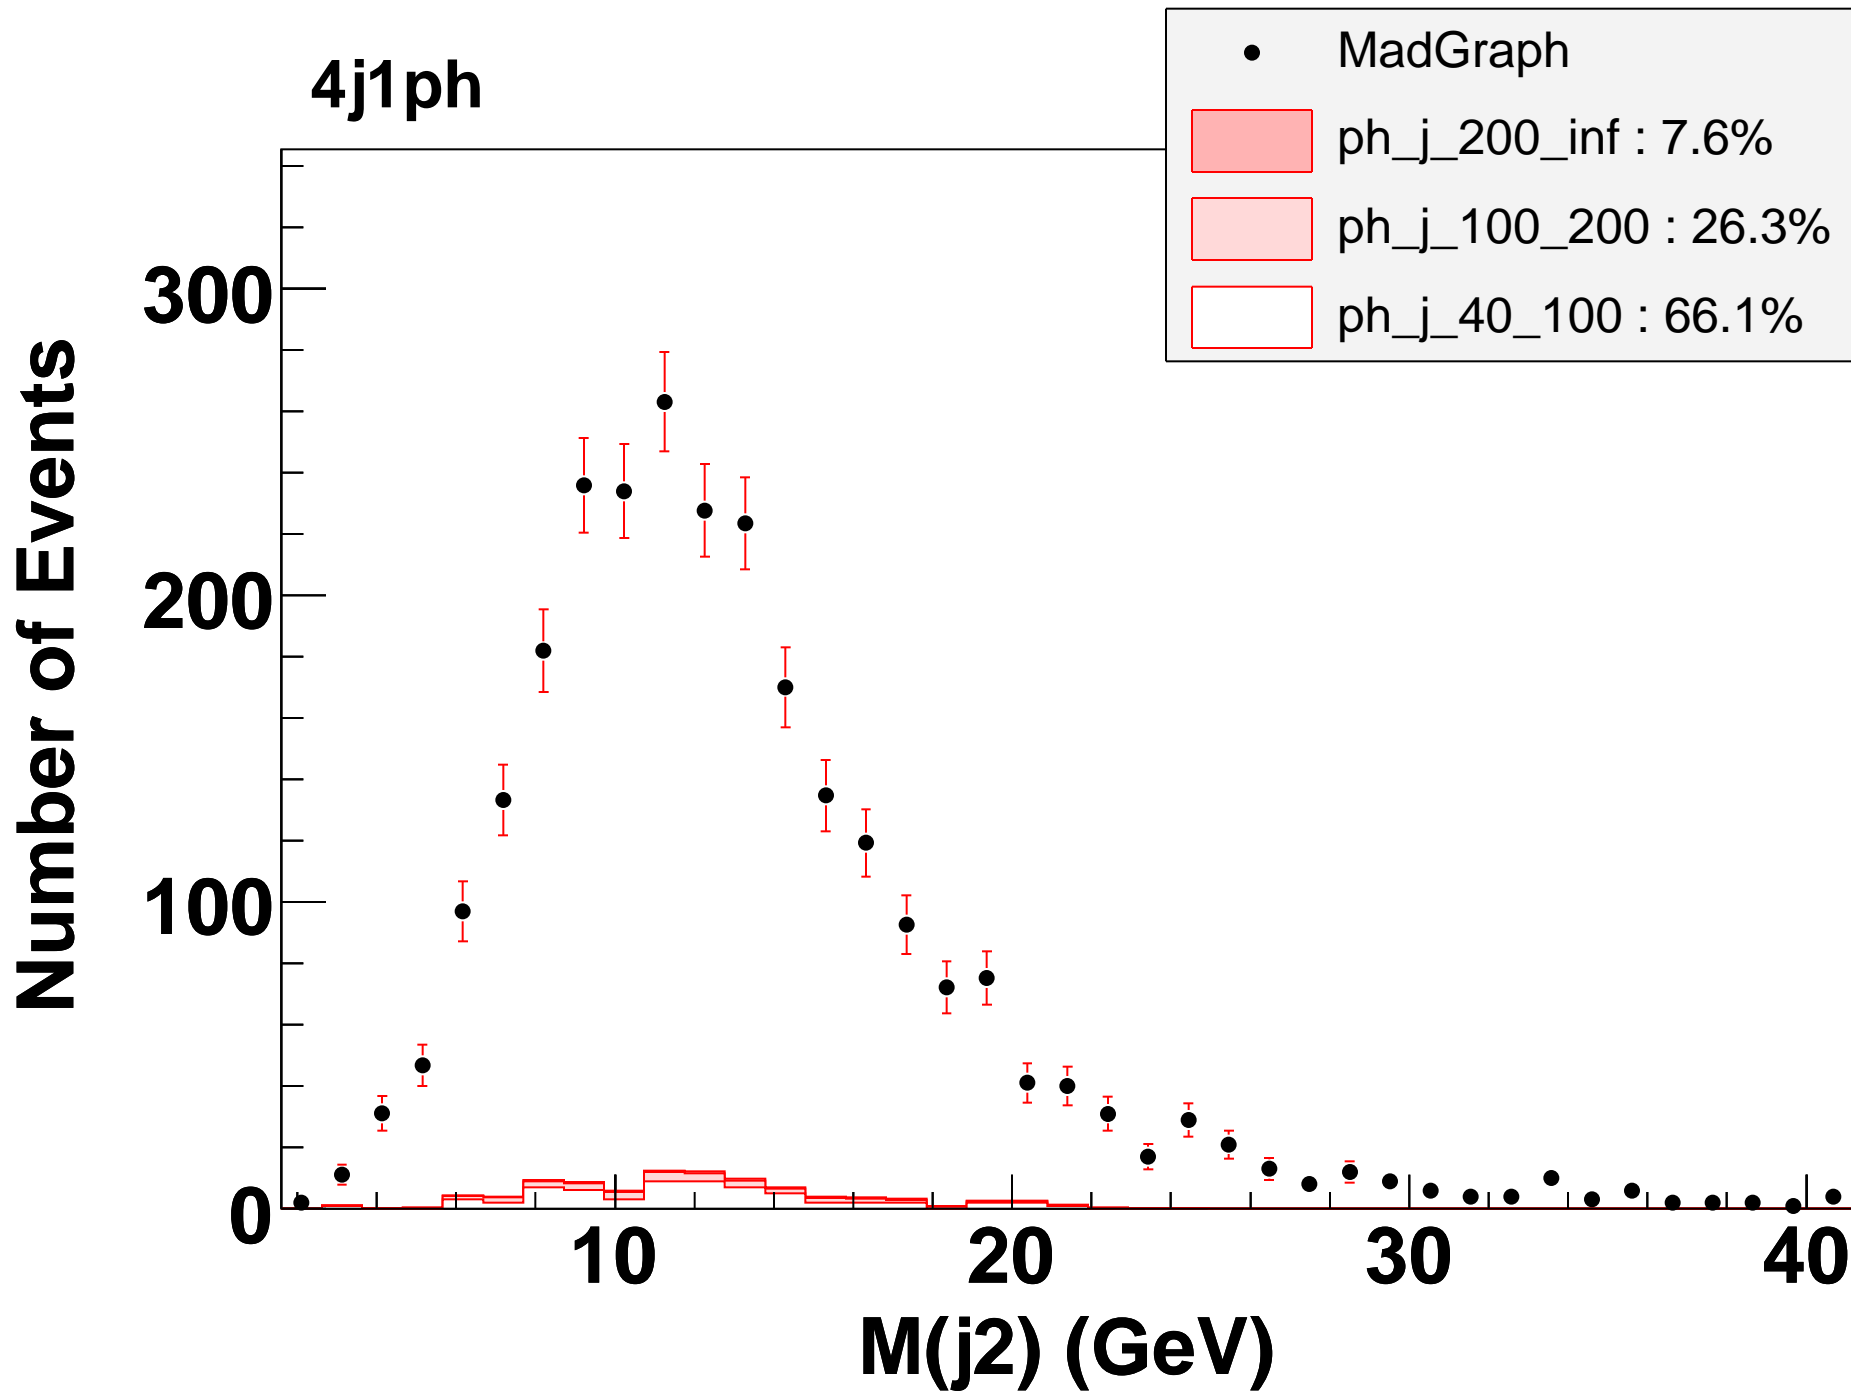 4j1ph
MadGraph
ph_j_200_inf : 7.6%
ph_j_100_200 : 26.3%
ph_j_40_100 : 66.1%
Number of Events
300
200
100
0
10
20
30
40
M(j2) (GeV)